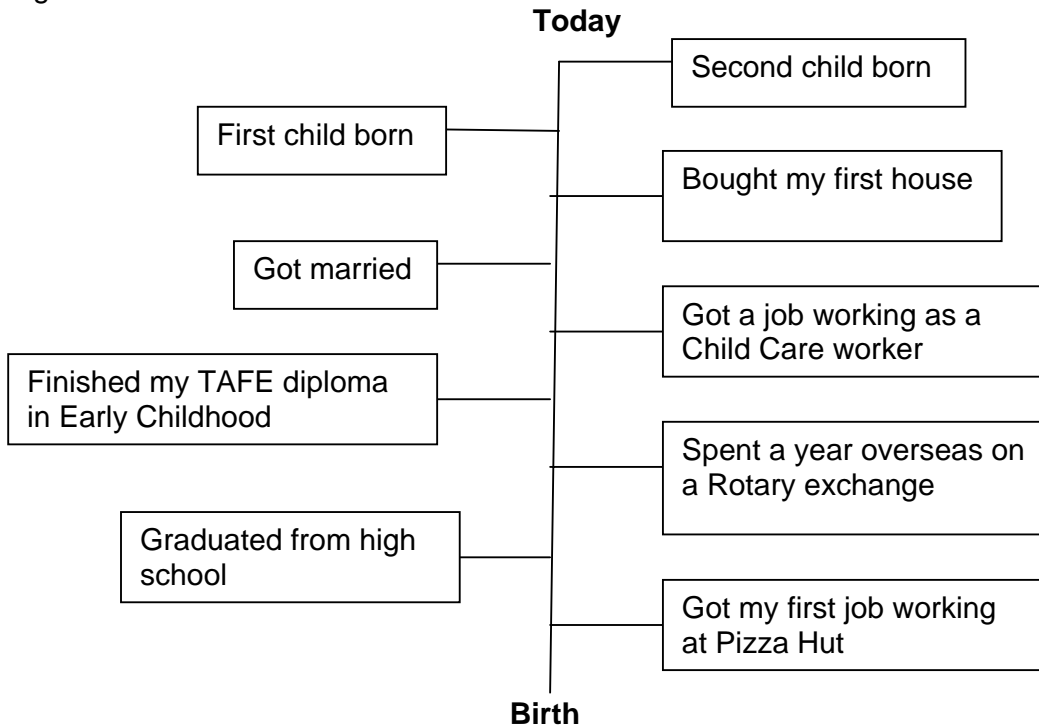 Today
Second child born
First child born
Bought my first house
Got married
Got a job working as a
Child Care worker
Finished my TAFE diploma
in Early Childhood
Spent a year overseas on
a Rotary exchange
Graduated from high
school
Got my first job working
at Pizza Hut
Birth